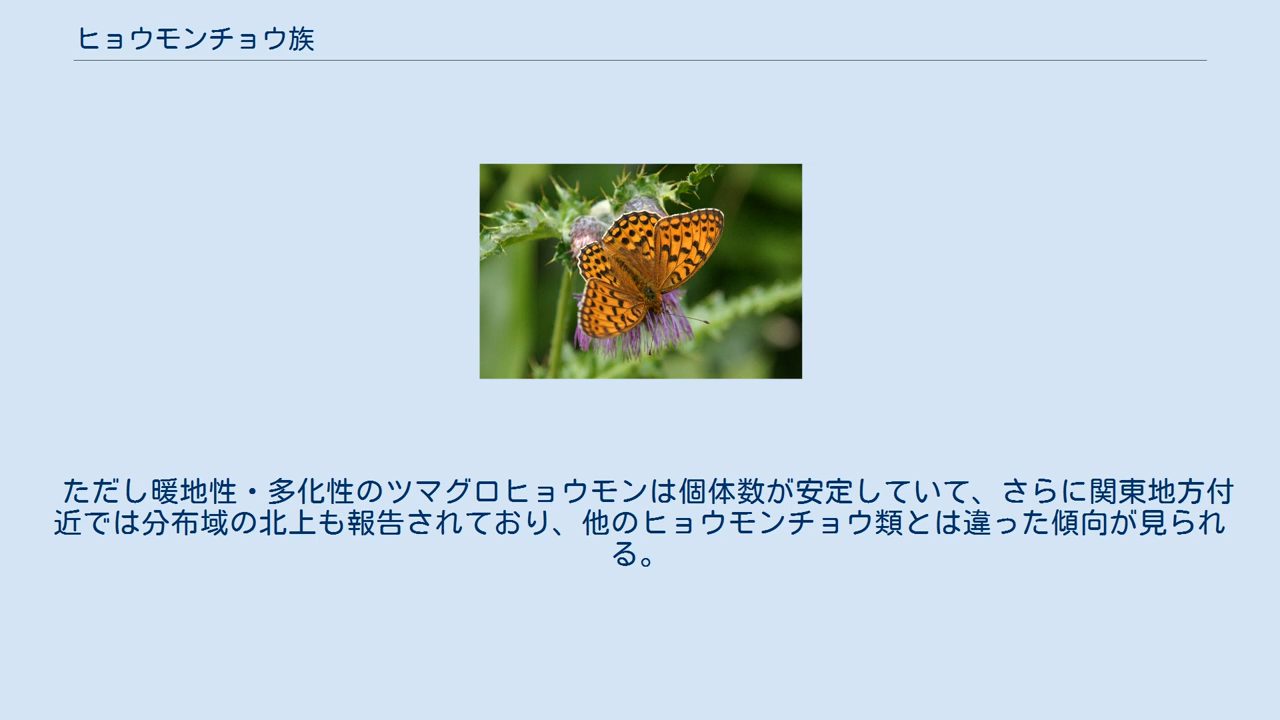 ヒョウモンチョウ族
ただし暖地性・多化性のツマグロヒョウモンは個体数が安定していて、さらに関東地方付
近では分布域の北上も報告されており、他のヒョウモンチョウ類とは違った傾向が見られ
る。